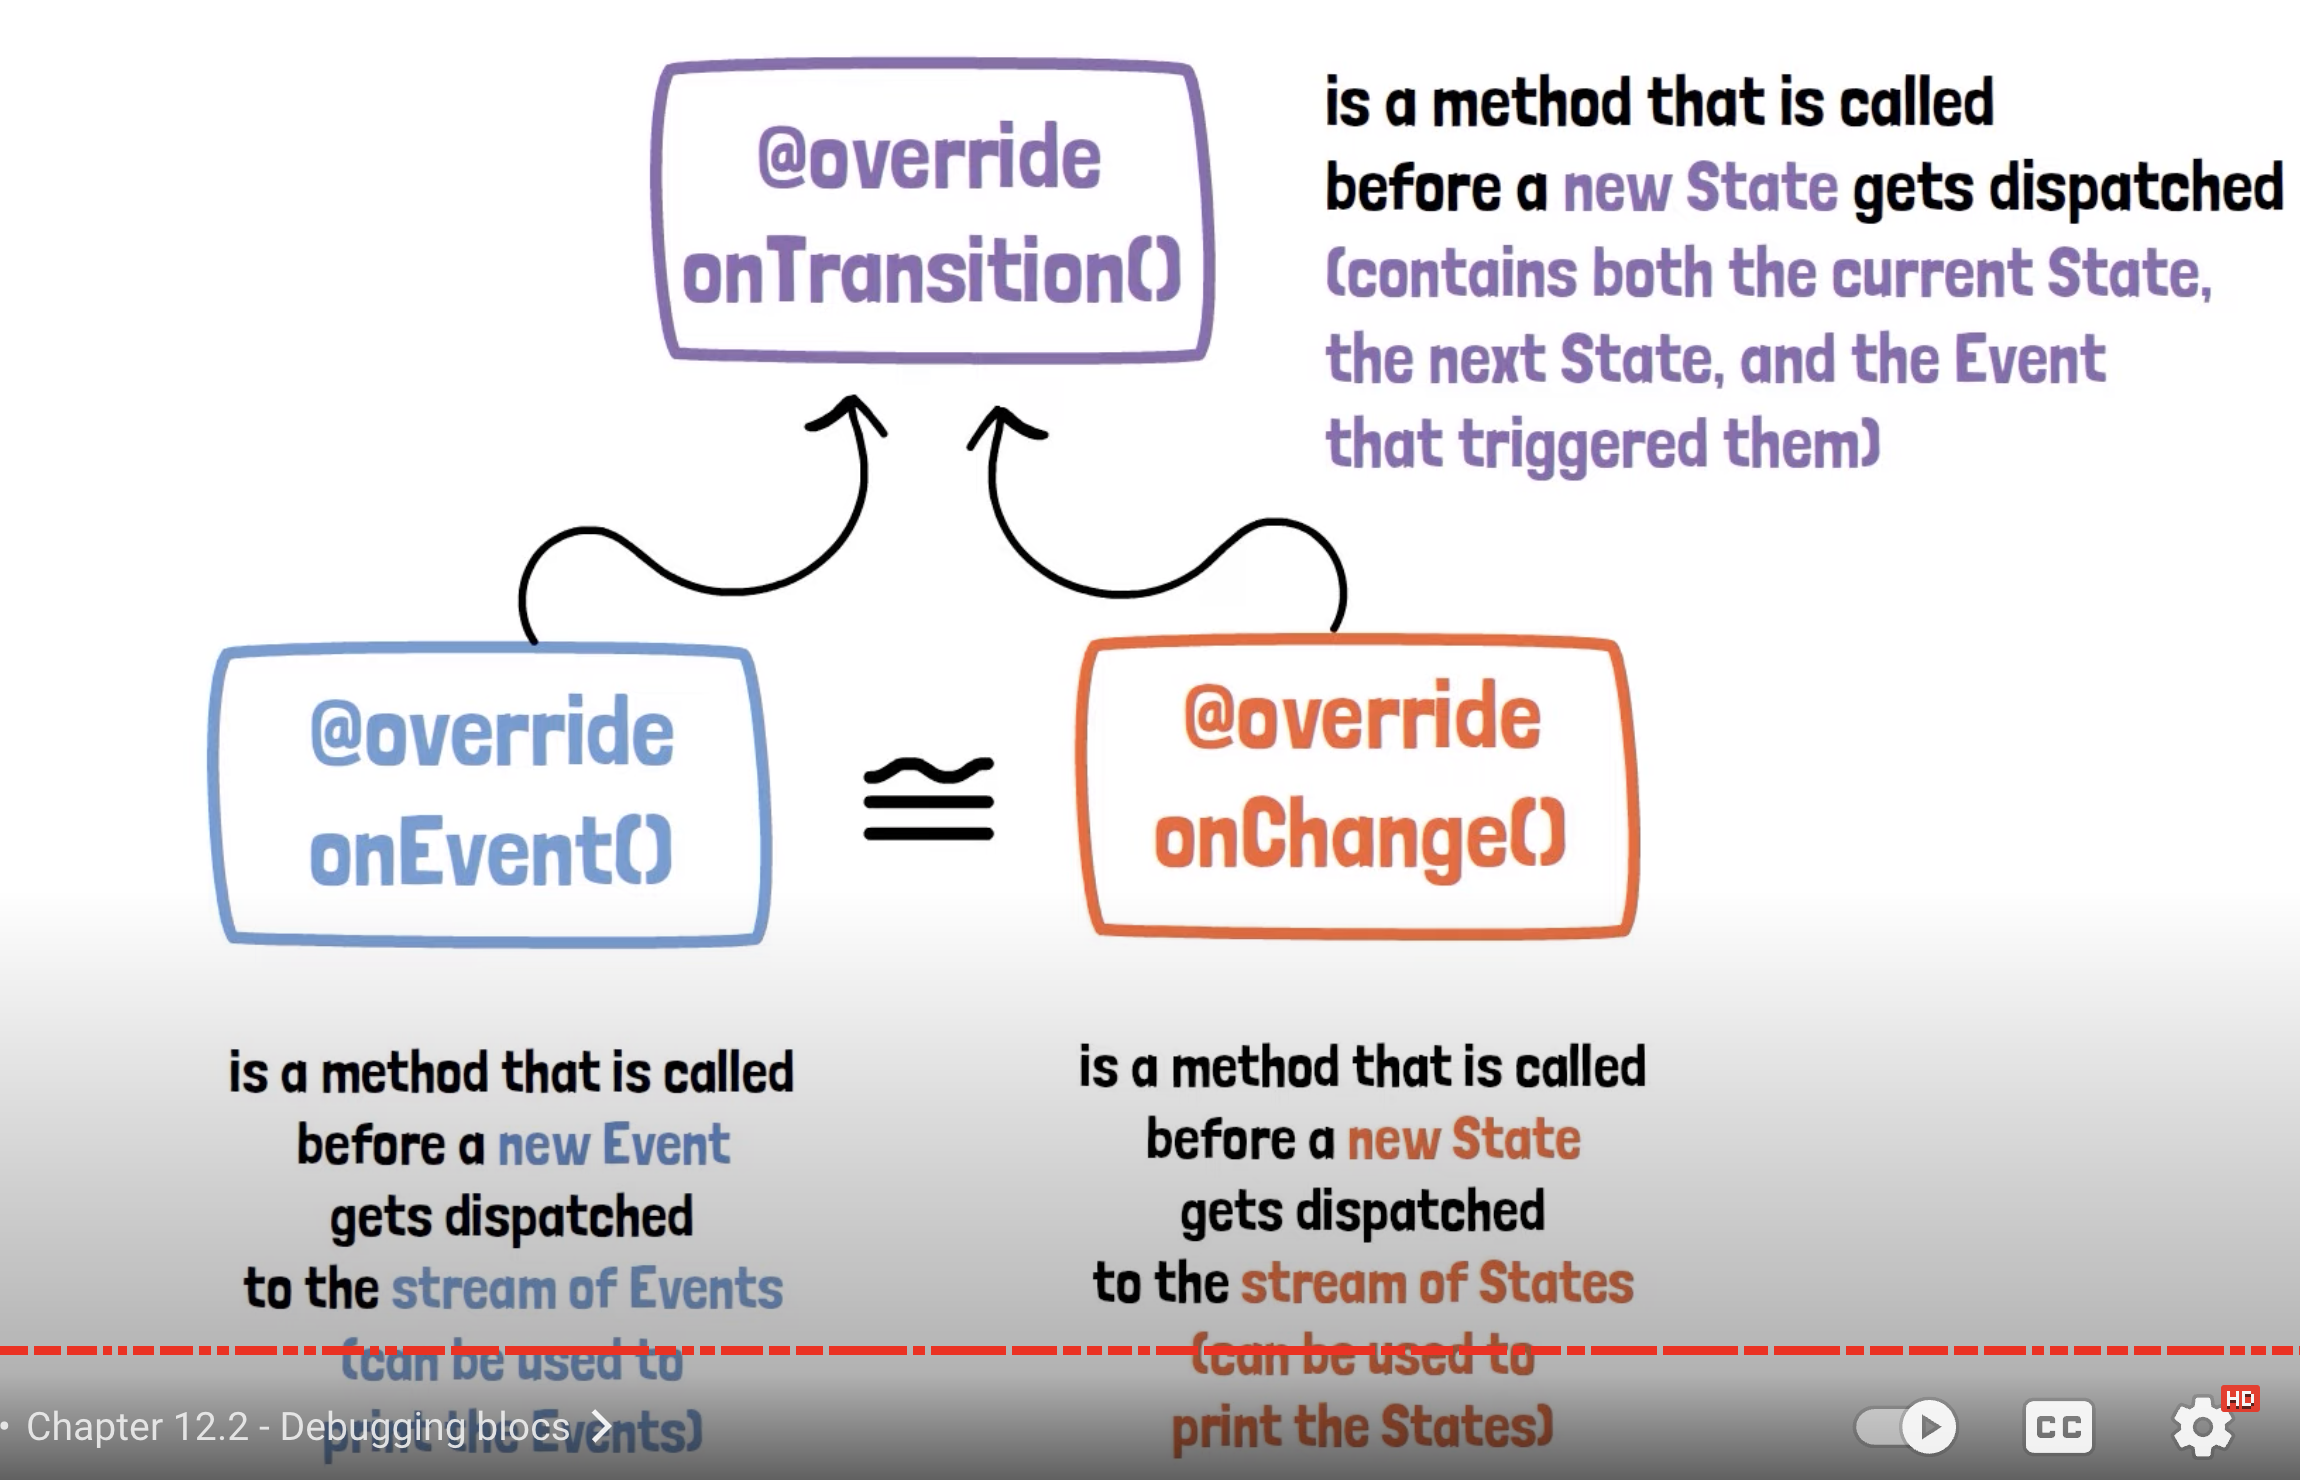 @override
onTransition()
is a method that is called
before a new State gets dispatched
(contains both the current State,
the next State, and the Event
that triggered them)
@override
onEvent()
@override
onChange()
is a method that is called
before a new Event
gets dispatched
to the stream of Events
(can be used to
print the Events)
is a method that is called
before a new State
gets dispatched
to the stream of States
(can be used to
print the States)
• Chapter 12.2 - Debugging blocs
CC
HD